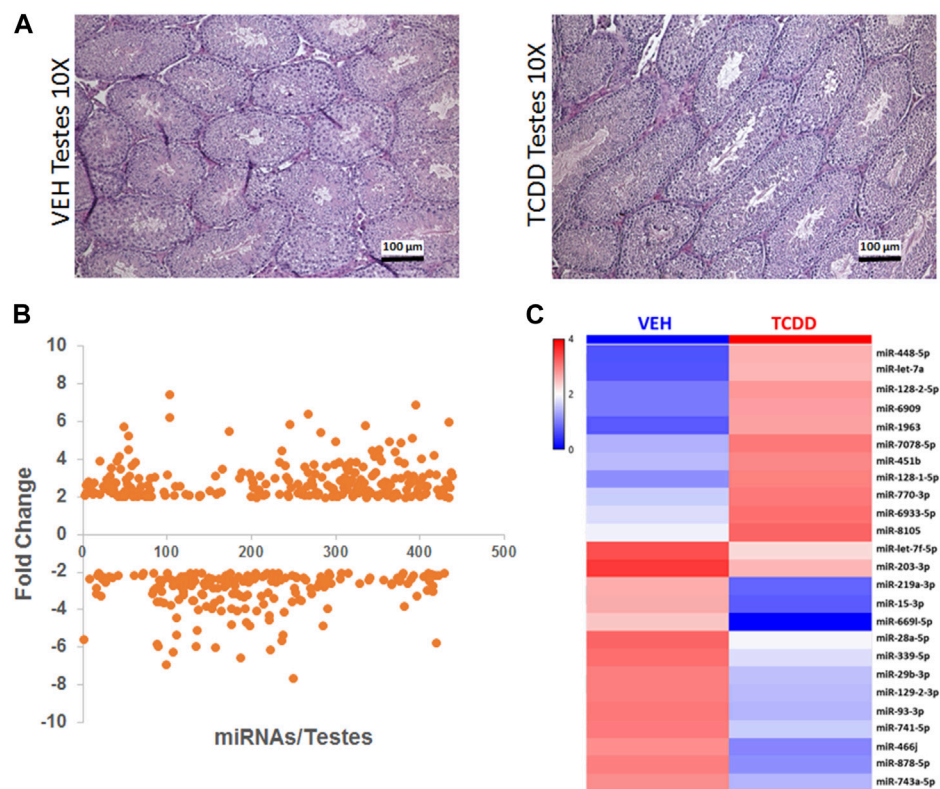 A
VEH Testes 10X
100 µm
TCDD Testes 10X
100 µm
B
Fold Change
10
8
6
4
2
0
-2
-4
-6
-8
-10
0
100
200
300
400
500
miRNAs/Testes
C
VEH
TCDD
4
2
0
miR-448-5p
miR-let-7a
miR-128-2-5p
miR-6909
miR-1963
miR-7078-5p
miR-451b
miR-128-1-5p
miR-770-3p
miR-6933-5p
miR-8105
miR-let-7f-5p
miR-203-3p
miR-219a-3p
miR-15-3p
miR-669l-5p
miR-28a-5p
miR-339-5p
miR-29b-3p
miR-129-2-3p
miR-93-3p
miR-741-5p
miR-466j
miR-878-5p
miR-743a-5p